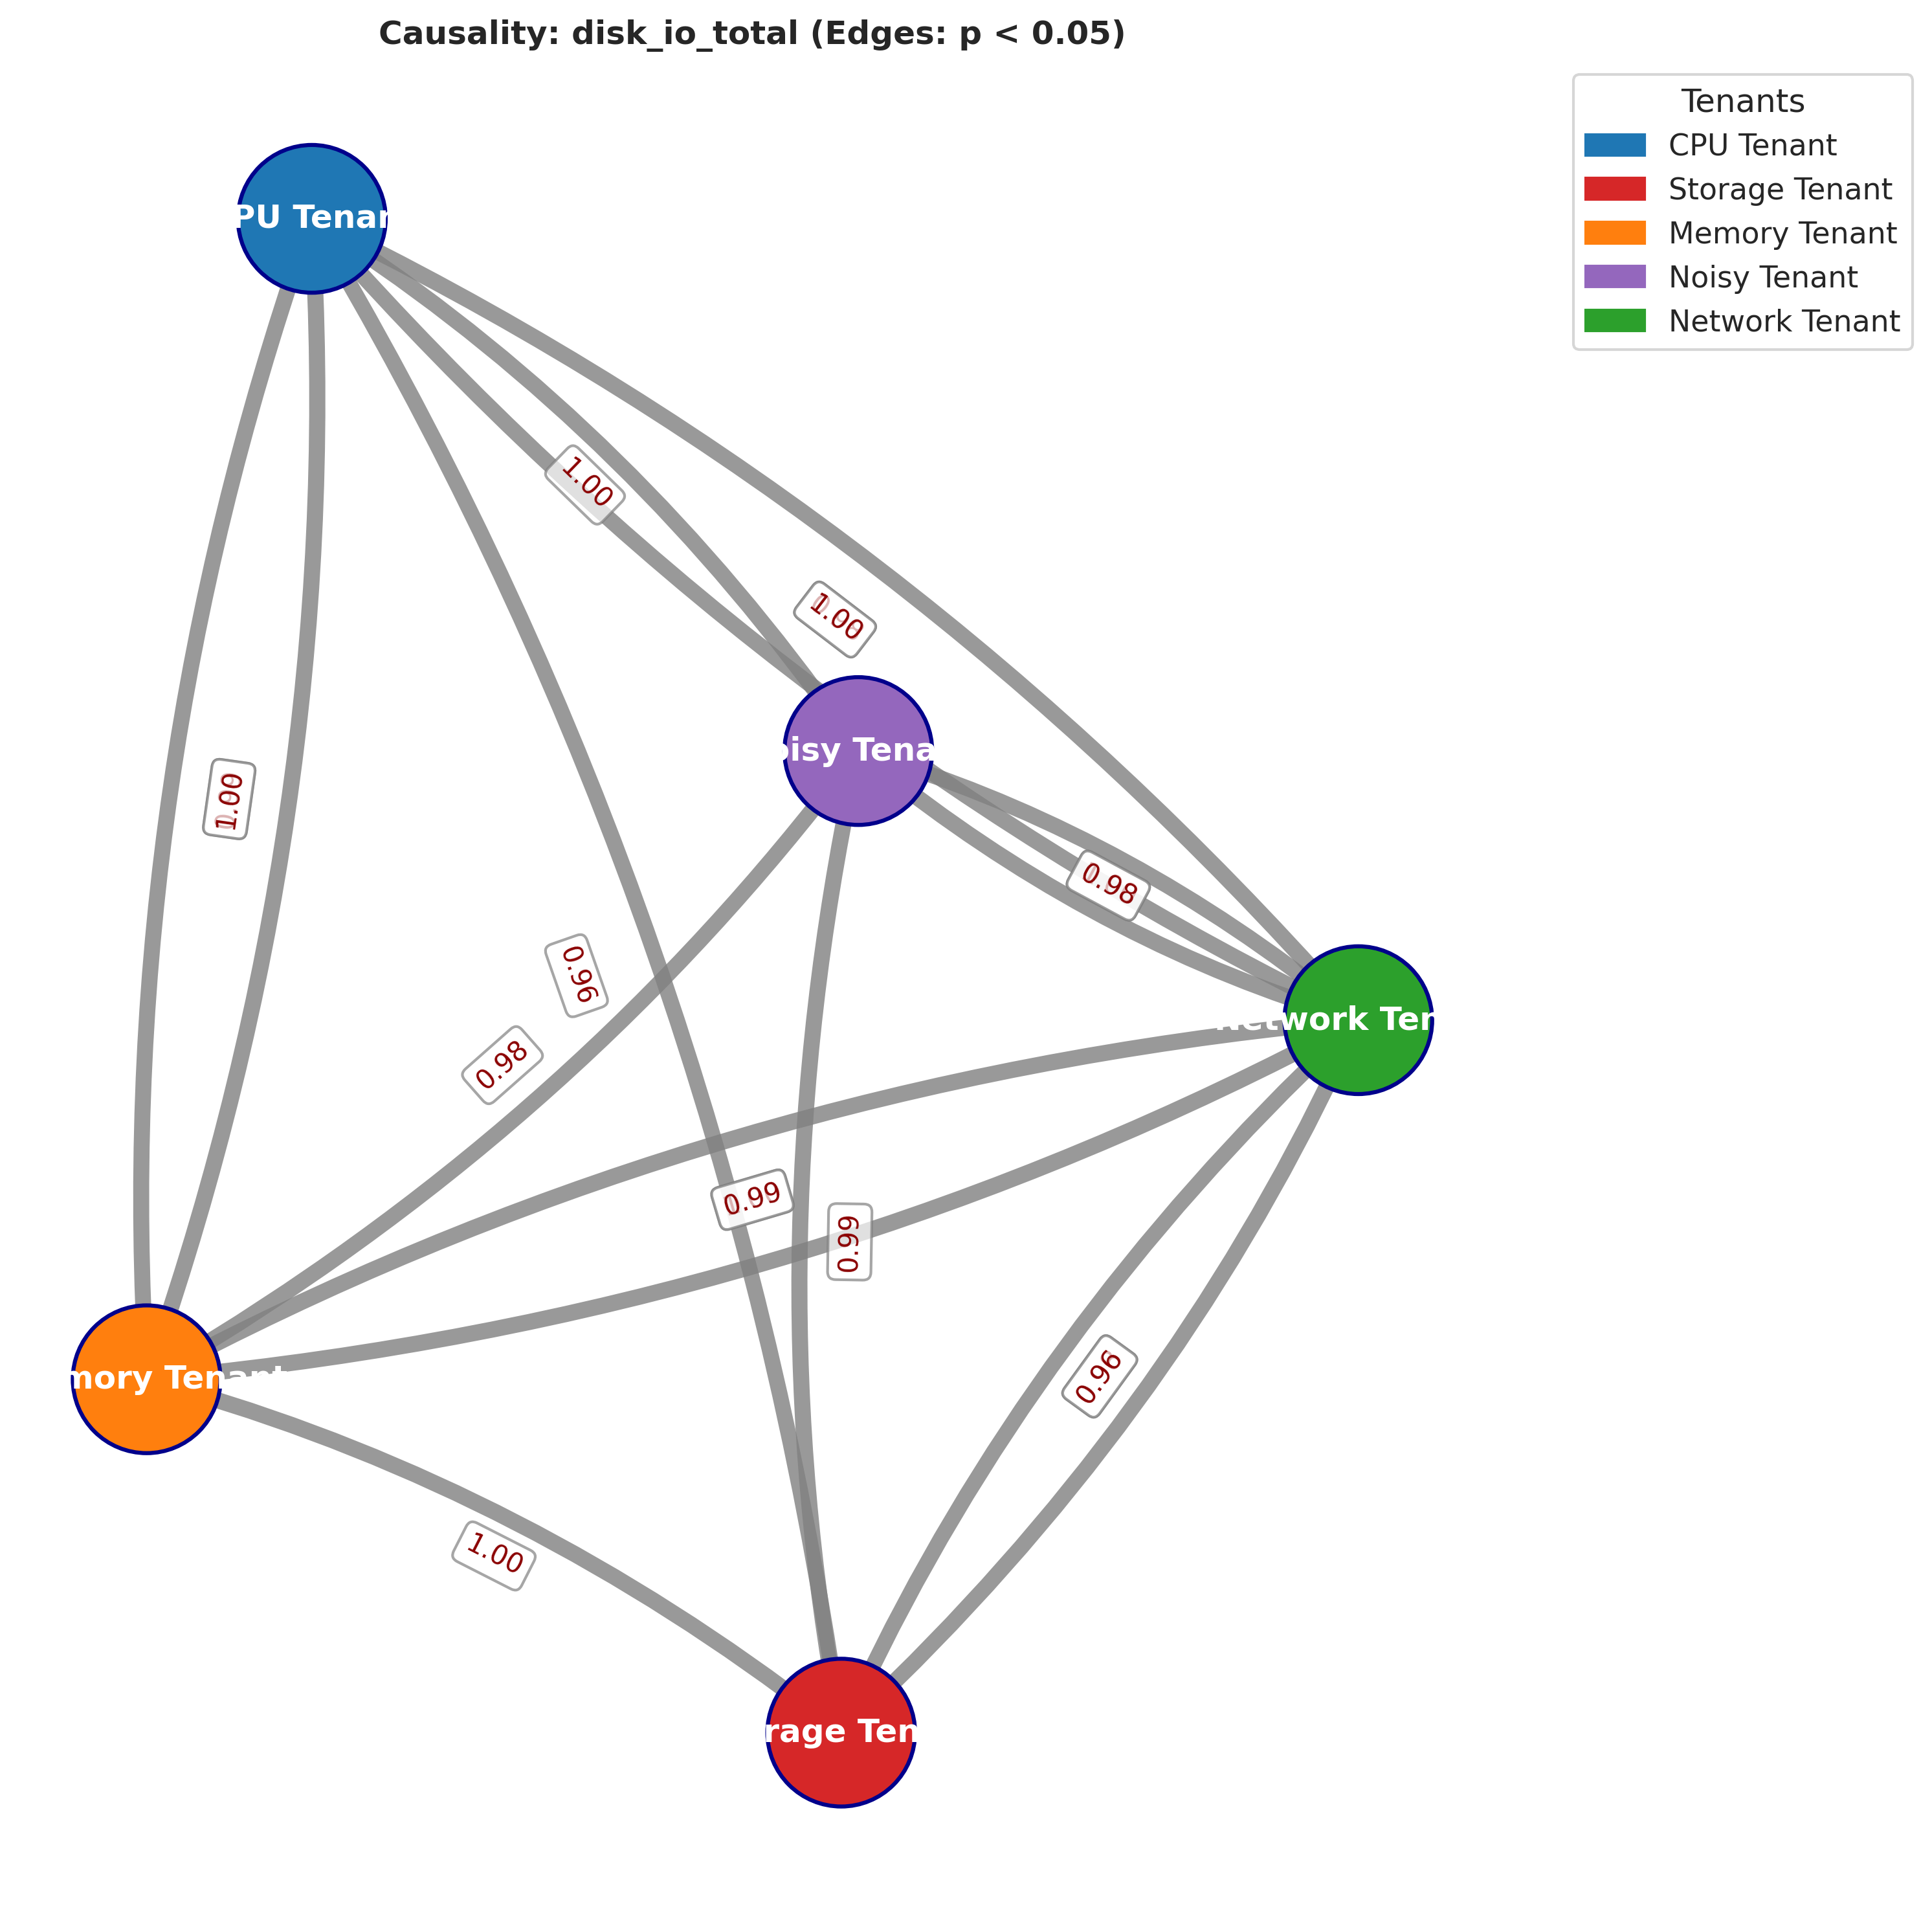 Causality: disk_io_total (Edges: p < 0.05)
Tenants
CPU Tenant
Storage Tenant
Memory Tenant
Noisy Tenant
Network Tenant
PU Tenan
1.00
1.00
oisy Tena
1.00
0.98
0.96
etwork Ten
0.98
0.99
0.99
0.96
mory Tenant
1.00
rage Ten